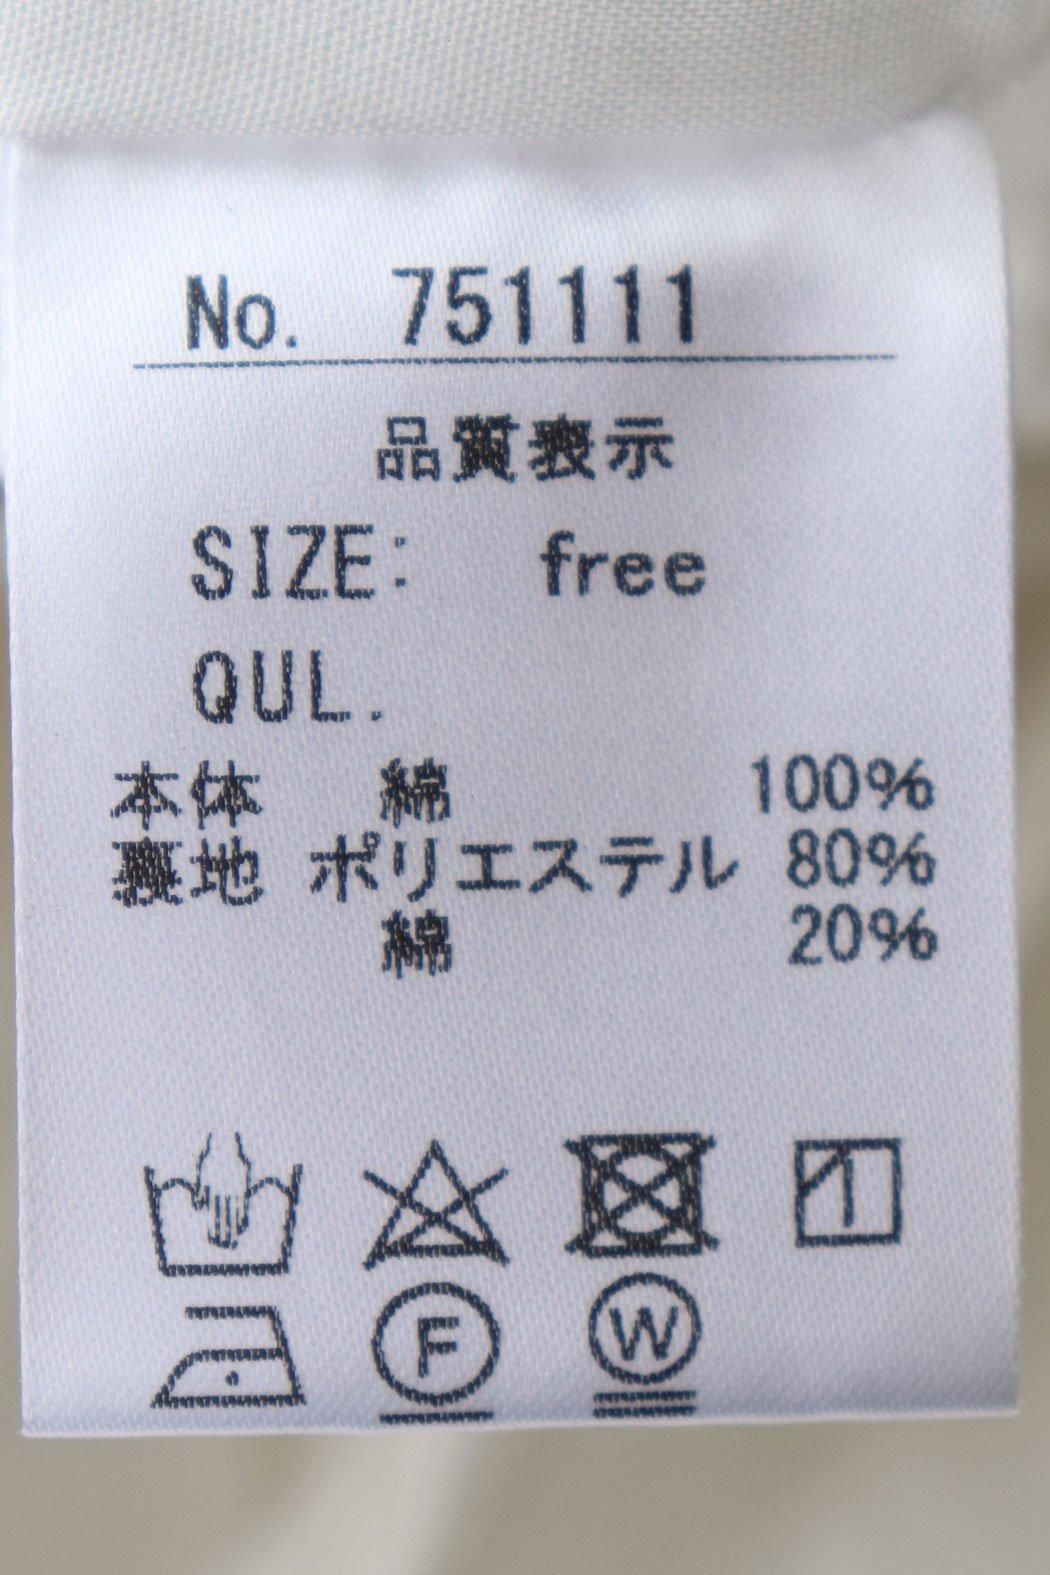 No. 751111
品質表示
SIZE: free
QUL.
本体 綿 100%
裏地 ポリエステル 80%
綿 20%
F W